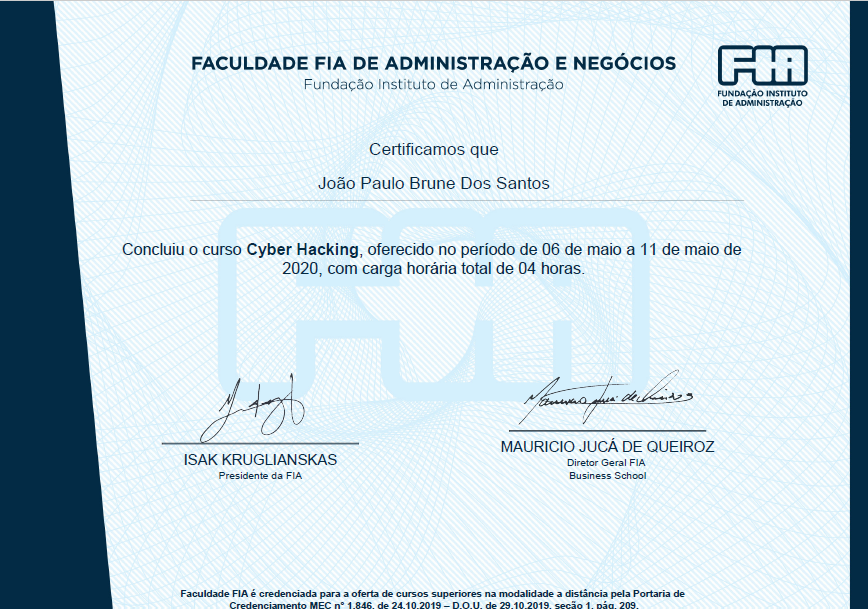 FACULDADE FIA DE ADMINISTRAÇÃO E NEGÓCIOS
Fundação Instituto de Administração
FIA
FUNDAÇÃO INSTITUTO
DE ADMINISTRAÇÃO
Certificamos que
João Paulo Brune Dos Santos
Concluiu o curso Cyber Hacking, oferecido no período de 06 de maio a 11 de maio de
2020, com carga horária total de 04 horas.
ISAK KRUGLIANSKAS
Presidente da FIA
MAURICIO JUCÁ DE QUEIROZ
Diretor Geral FIA
Business School
Faculdade FIA é credenciada para a oferta de cursos superiores na modalidade a distância pela Portaria de
Credenciamento MEC nº 1.846, de 24.10.2019 – D.O.U. de 29.10.2019, seção 1, pág. 209.